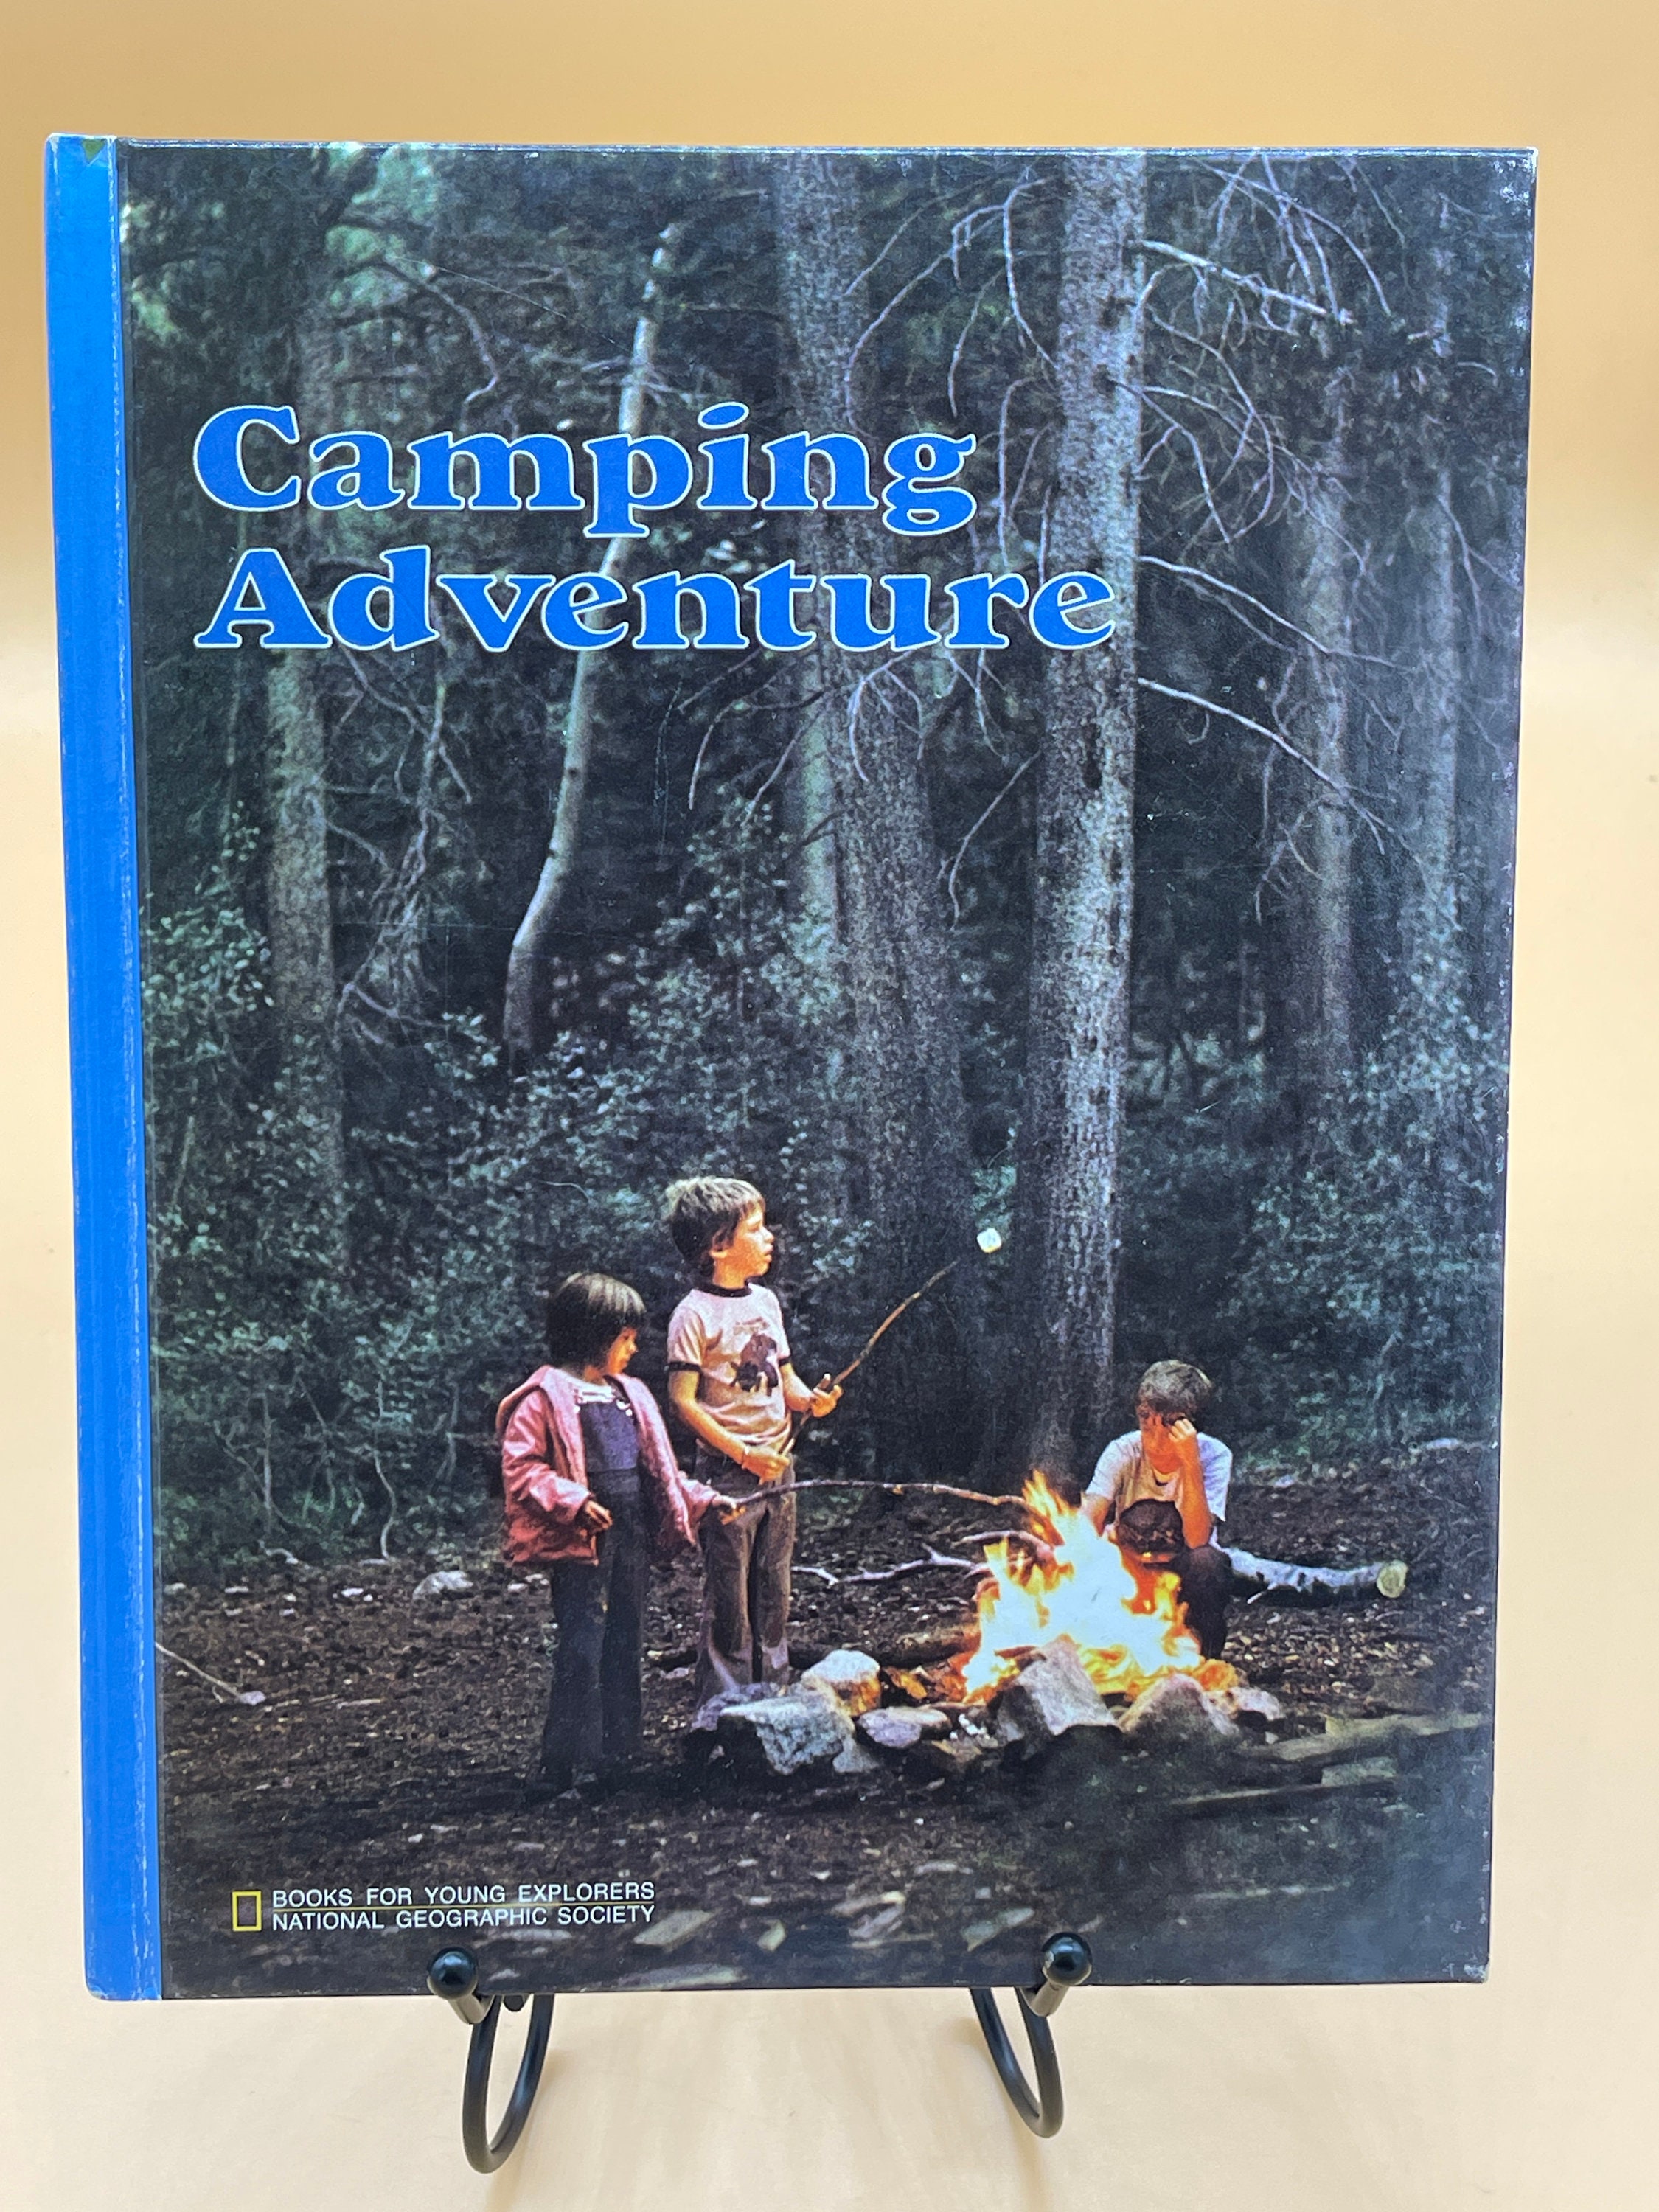 Camping
Adventure
BOOKS FOR YOUNG EXPLORERS
NATIONAL GEOGRAPHIC SOCIETY